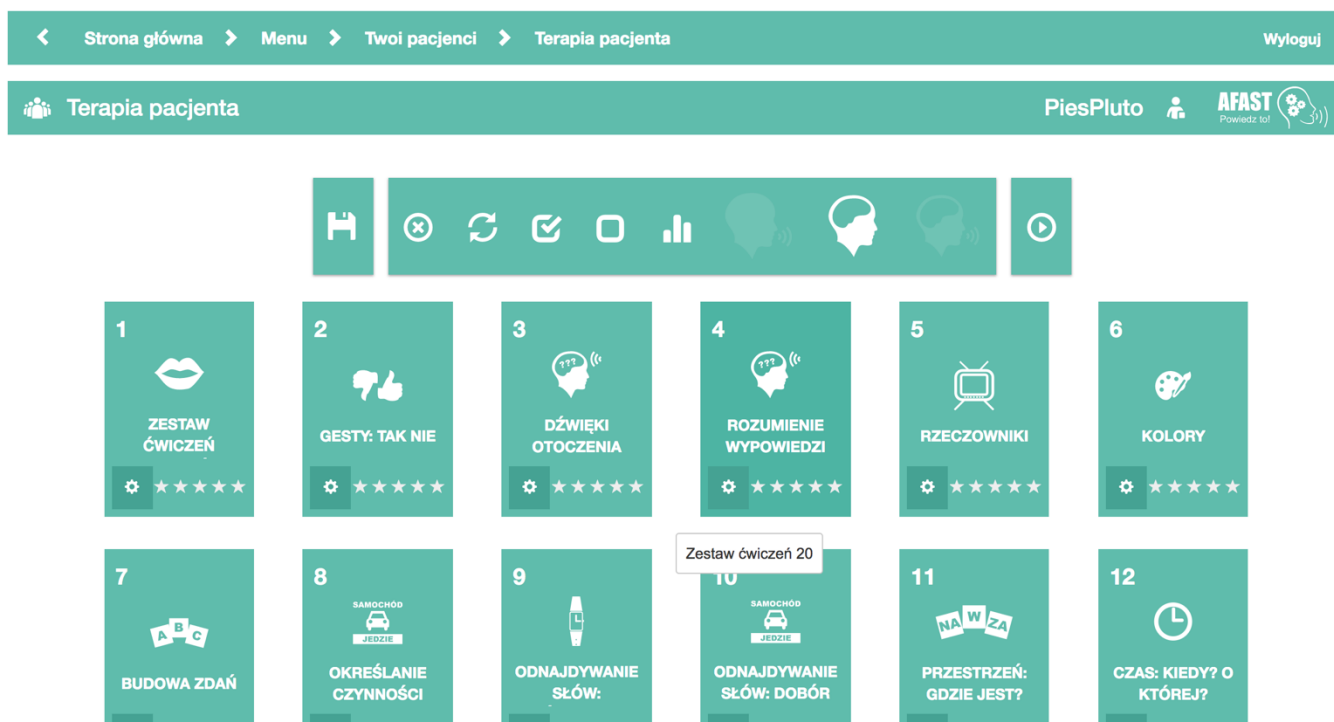 Strona główna Menu Twoi pacjenci Terapia pacjenta Wyloguj
Terapia pacjenta PiesPluto AFAST
Powiedz to!
1 2 3 4 5 6
??? ???
ZESTAW
ĆWICZEŃ
GESTY: TAK NIE
DŹWIĘKI
OTOCZENIA
ROZUMIENIE
WYPOWIEDZI
RZECZOWNIKI
KOLORY
Zestaw ćwiczeń 20
7 8 9 10 11 12
A B C
BUDOWA ZDAŃ
SAMOCHÓD
JEDZIE
OKREŚLANIE
CZYNNOŚCI
ODNAJDYWANIE
SŁÓW:
SAMOCHÓD
JEDZIE
ODNAJDYWANIE
SŁÓW: DOBÓR
NA W ZA
PRZESTRZEŃ:
GDZIE JEST?
CZAS: KIEDY? O
KTÓREJ?